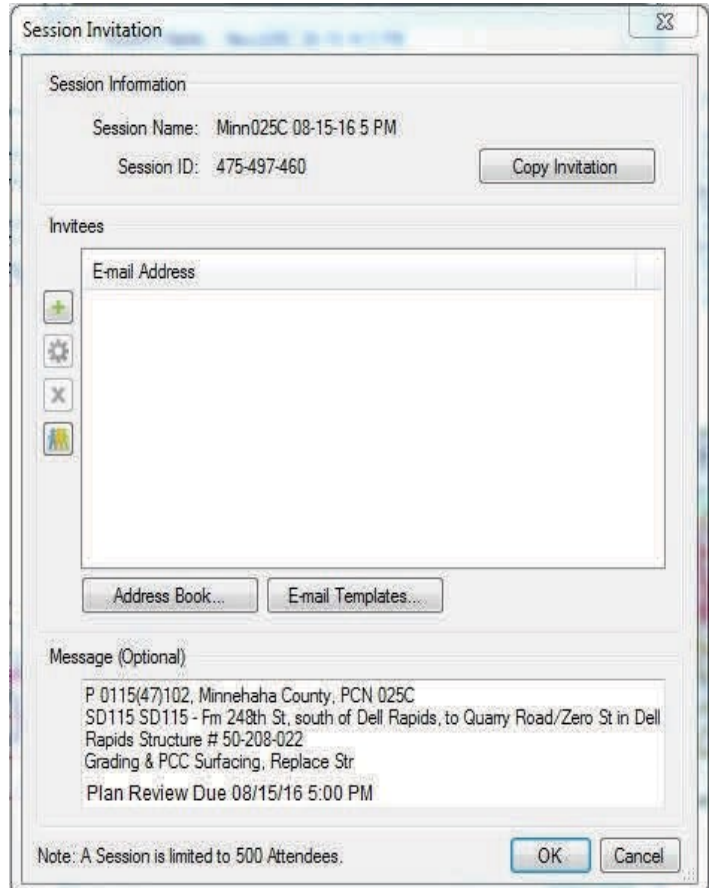 Session Invitation
Session Information
Session Name: Minn025C 08-15-16 5 PM
Session ID: 475-497-460
Copy Invitation
Invitees
E-mail Address
Address Book...
E-mail Templates...
Message (Optional)
P 0115(47)102, Minnehaha County, PCN 025C
SD115 SD115 - Fm 248th St, south of Dell Rapids, to Quarry Road/Zero St in Dell
Rapids Structure # 50-208-022
Grading & PCC Surfacing, Replace Str
Plan Review Due 08/15/16 5:00 PM
Note: A Session is limited to 500 Attendees.
OK
Cancel